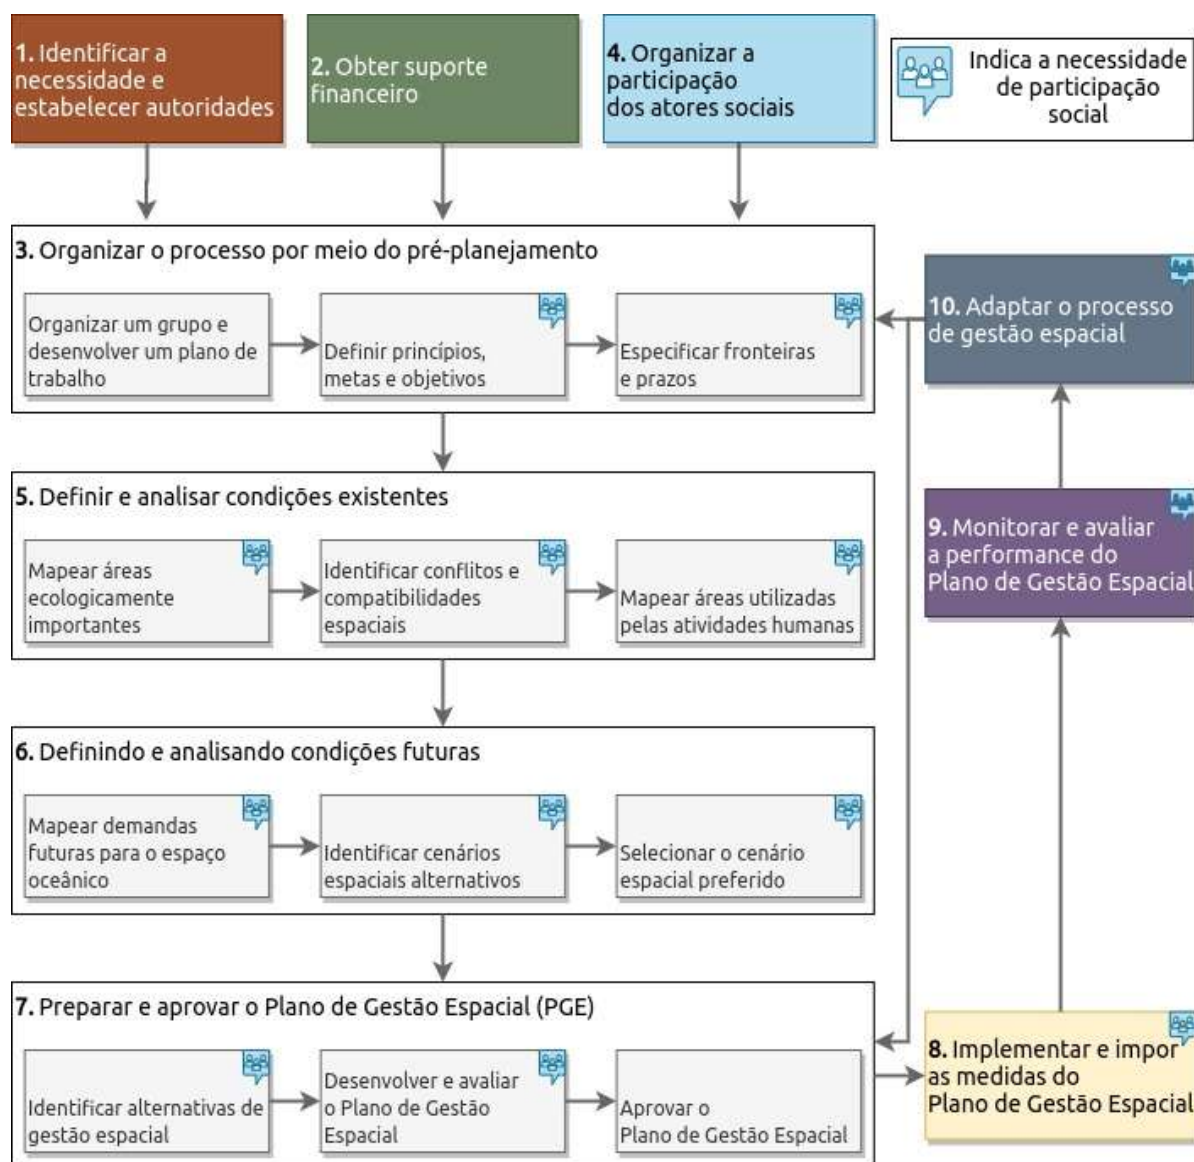 1. Identificar a
necessidade e
estabelecer autoridades
2. Obter suporte
financeiro
4. Organizar a
participação
dos atores sociais
Indica a necessidade
de participação
social
3. Organizar o processo por meio do pré-planejamento
Organizar um grupo e
desenvolver um plano de
trabalho
Definir princípios,
metas e objetivos
Especificar fronteiras
e prazos
10. Adaptar o processo
de gestão espacial
5. Definir e analisar condições existentes
Mapear áreas
ecologicamente
importantes
Identificar conflitos e
compatibilidades
espaciais
Mapear áreas utilizadas
pelas atividades humanas
9. Monitorar e avaliar
a performance do
Plano de Gestão Espacial
6. Definindo e analisando condições futuras
Mapear demandas
futuras para o espaço
oceânico
Identificar cenários
espaciais alternativos
Selecionar o cenário
espacial preferido
7. Preparar e aprovar o Plano de Gestão Espacial (PGE)
Identificar alternativas de
gestão espacial
Desenvolver e avaliar
o Plano de Gestão
Espacial
Aprovar o
Plano de Gestão Espacial
8. Implementar e impor
as medidas do
Plano de Gestão Espacial